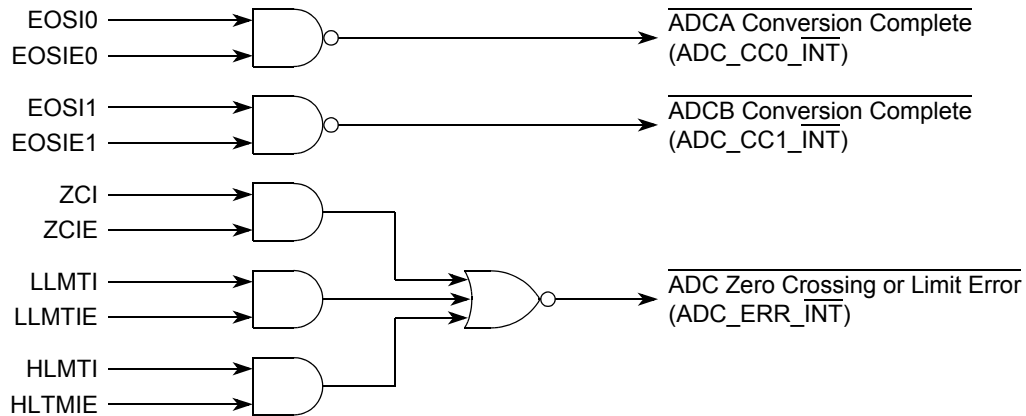 EOSI0
EOSIE0
ADCA Conversion Complete
(ADC_CC0_INT)
EOSI1
EOSIE1
ADCB Conversion Complete
(ADC_CC1_INT)
ZCI
ZCIE
LLMTI
LLMTIE
ADC Zero Crossing or Limit Error
(ADC_ERR_INT)
HLMTI
HLTMIE